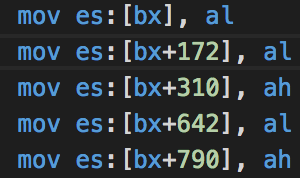 mov es:[bx], al
mov es:[bx+172], al
mov es:[bx+310], ah
mov es:[bx+642], al
mov es:[bx+790], ah